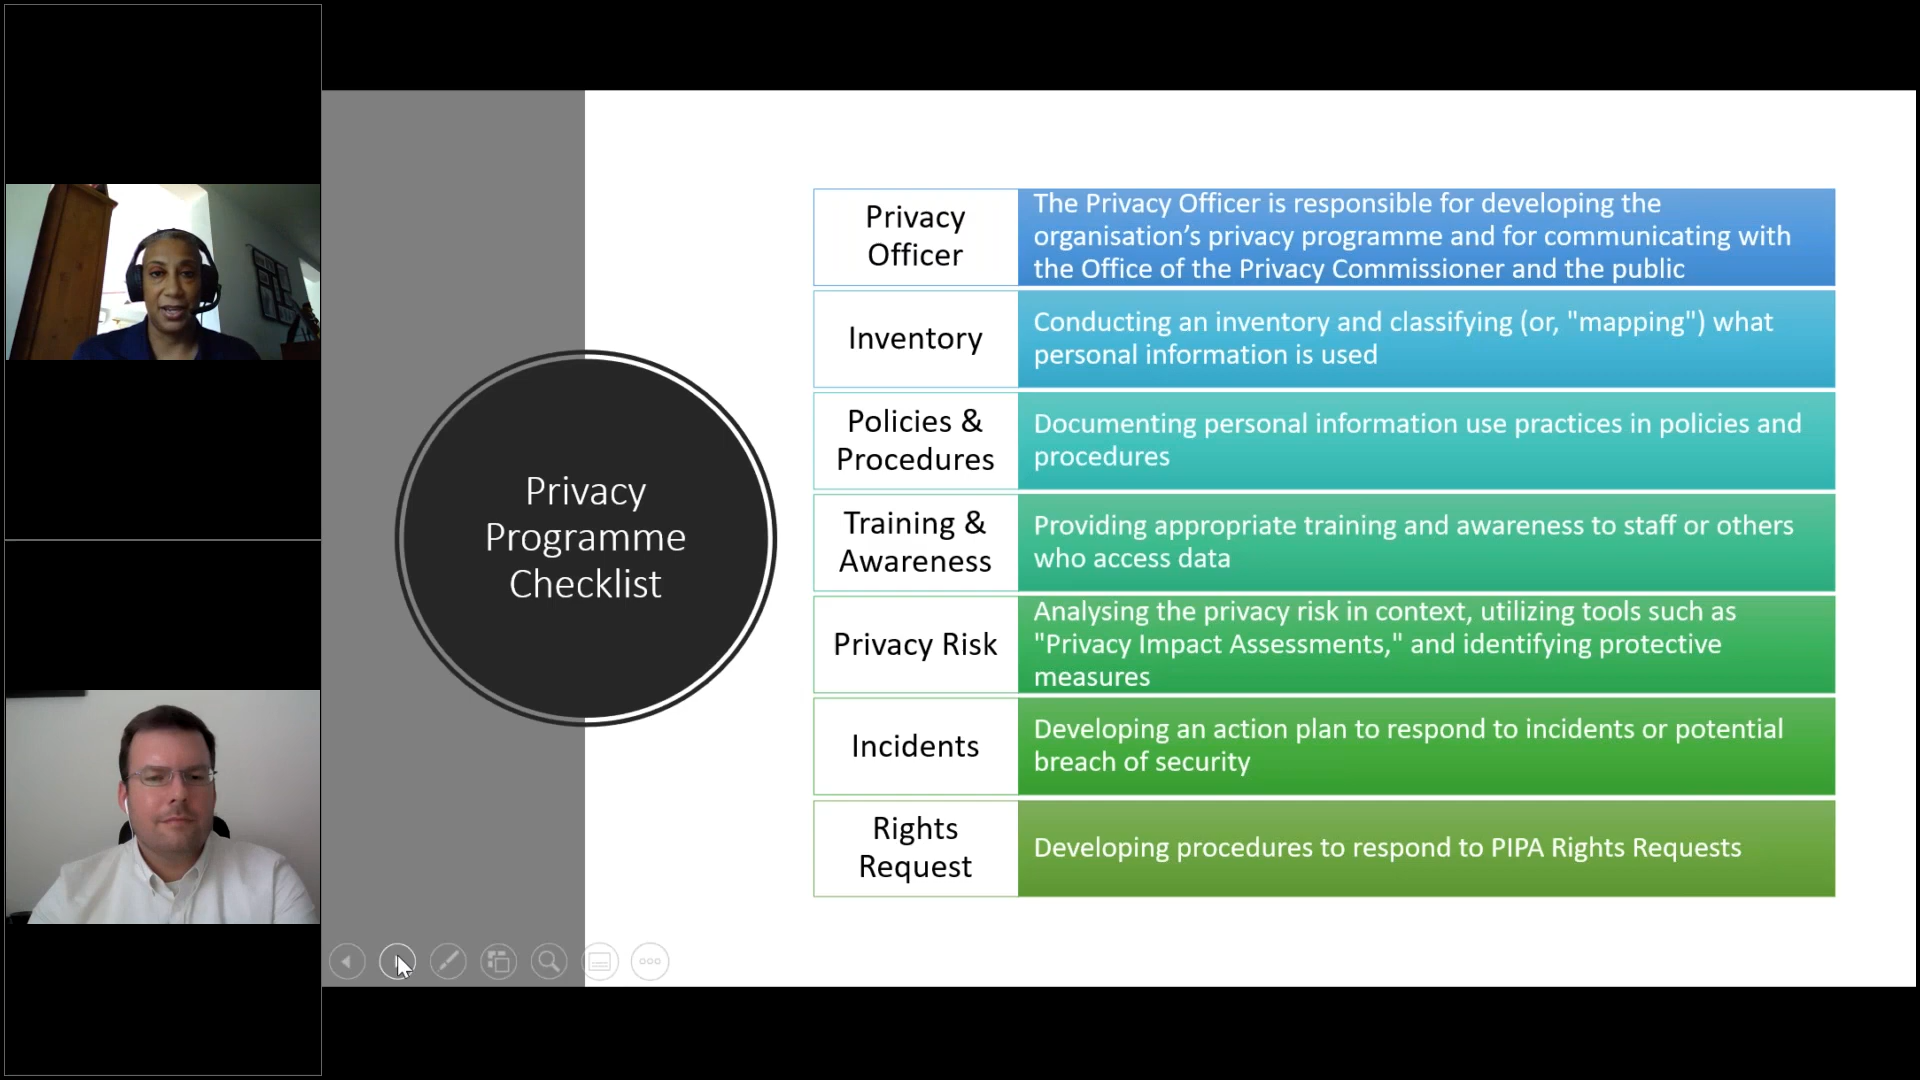 Privacy
Programme
Checklist
Privacy
Officer
The Privacy Officer is responsible for developing the
organisation’s privacy programme and for communicating with
the Office of the Privacy Commissioner and the public
Inventory
Conducting an inventory and classifying (or, "mapping") what
personal information is used
Policies &
Procedures
Documenting personal information use practices in policies and
procedures
Training &
Awareness
Providing appropriate training and awareness to staff or others
who access data
Privacy Risk
Analysing the privacy risk in context, utilizing tools such as
"Privacy Impact Assessments," and identifying protective
measures
Incidents
Developing an action plan to respond to incidents or potential
breach of security
Rights
Request
Developing procedures to respond to PIPA Rights Requests